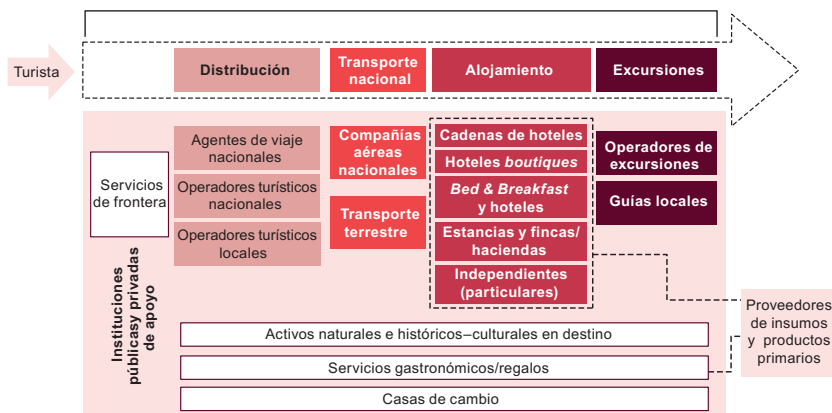 Turista
Distribución
Transporte
nacional
Alojamiento
Excursiones
Servicios
de frontera
Agentes de viaje
nacionales
Operadores turísticos
nacionales
Operadores turísticos
locales
Compañías
aéreas
nacionales
Transporte
terrestre
Cadenas de hoteles
Hoteles boutiques
Bed & Breakfast
y hoteles
Estancias y fincas/
haciendas
Independientes
(particulares)
Operadores de
excursiones
Guías locales
Instituciones
públicasy privadas
de apoyo
Activos naturales e históricos–culturales en destino
Servicios gastronómicos/regalos
Casas de cambio
Proveedores
de insumos
y productos
primarios